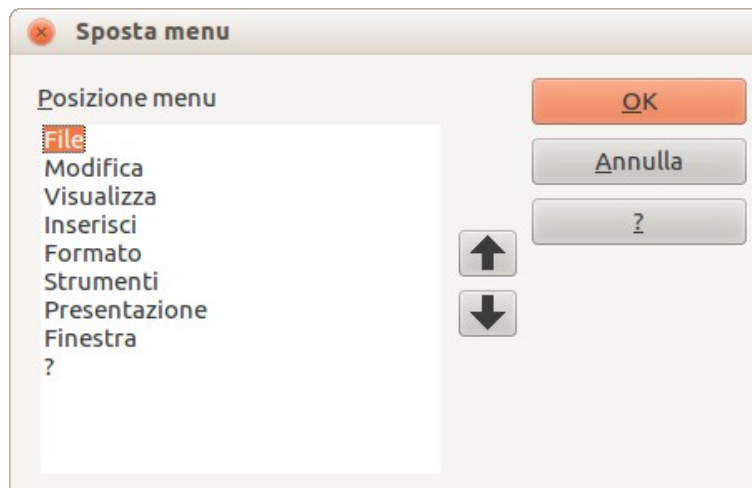 Sposta menu
Posizione menu
File
Modifica
Visualizza
Inserisci
Formato
Strumenti
Presentazione
Finestra
?
OK
Annulla
?